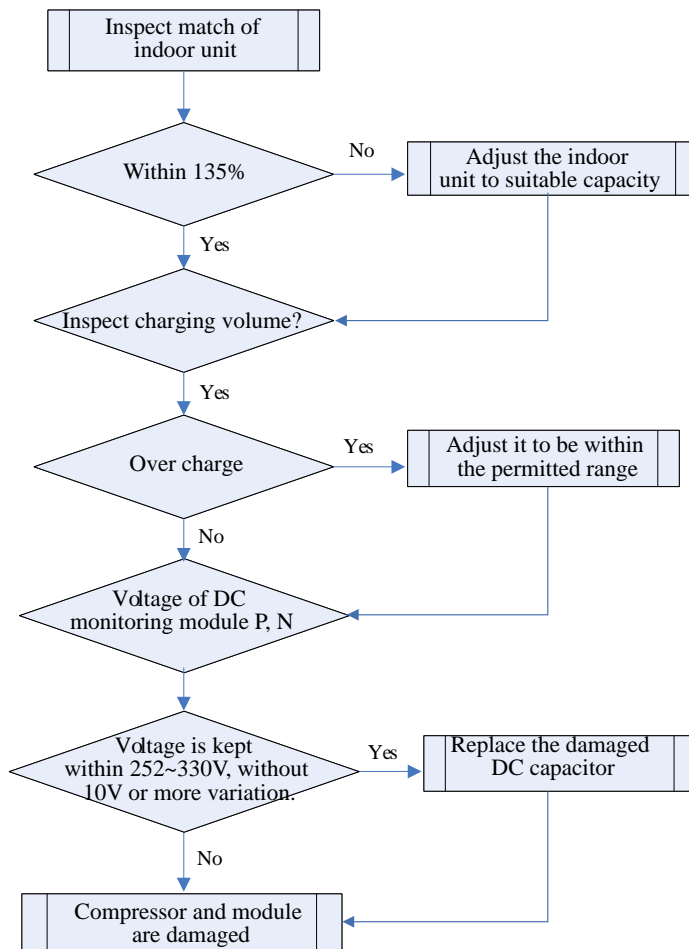 Inspect match of
indoor unit
Within 135%
No
Adjust the indoor
unit to suitable capacity
Yes
Inspect charging volume?
Yes
Over charge
Yes
Adjust it to be within
the permitted range
No
Voltage of DC
monitoring module P, N
Voltage is kept
within 252~330V, without
10V or more variation.
Yes
Replace the damaged
DC capacitor
No
Compressor and module
are damaged